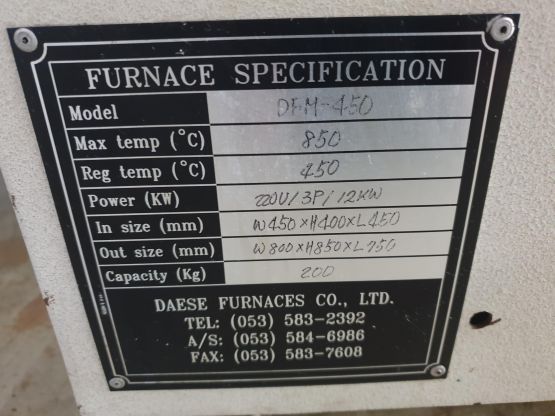 FURNACE SPECIFICATION
Model DFM-450
Max temp (°C) 850
Reg temp (°C) 450
Power (KW) 220V/3P/12KW
In size (mm) W450×H400×L450
Out size (mm) W800×H850×L750
Capacity (Kg) 200
DAESE FURNACES CO., LTD.
TEL: (053) 583-2392
A/S: (053) 584-6986
FAX: (053) 583-7608